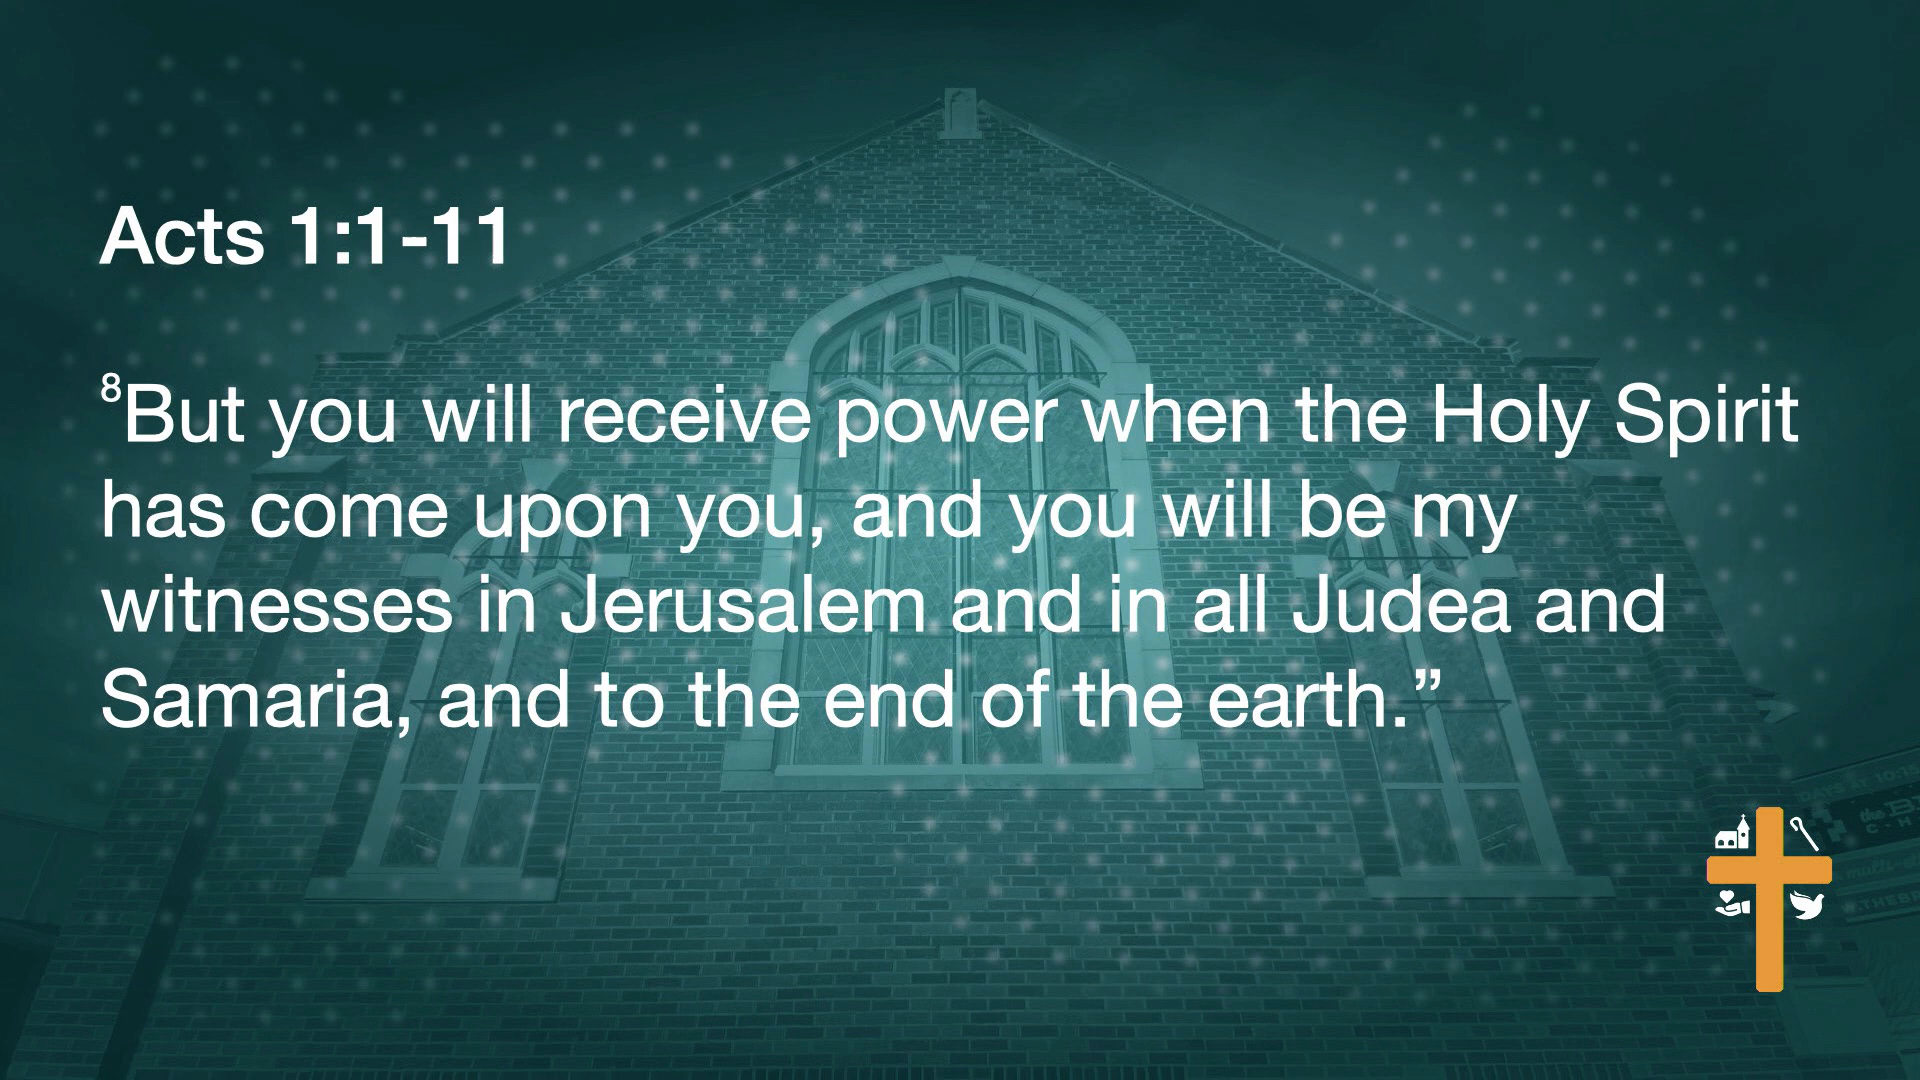 Acts 1:1-11
⁸But you will receive power when the Holy Spirit
has come upon you, and you will be my
witnesses in Jerusalem and in all Judea and
Samaria, and to the end of the earth.”